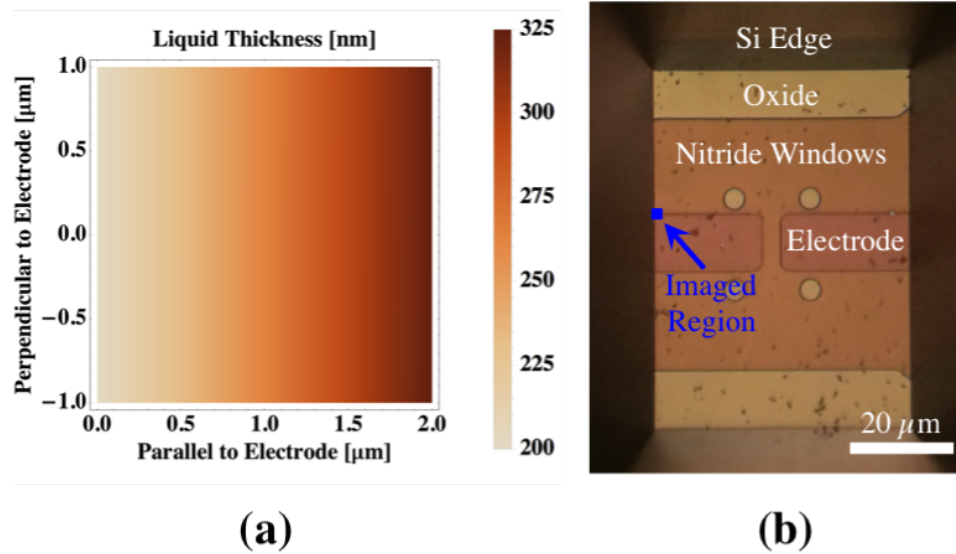 Liquid Thickness [nm]
Perpendicular to Electrode [μm]
1.0
0.5
0.0
−0.5
−1.0
0.0 0.5 1.0 1.5 2.0
Parallel to Electrode [μm]
325
300
275
250
225
200
(a)
Si Edge
Oxide
Nitride Windows
Electrode
Imaged
Region
20 μm
(b)